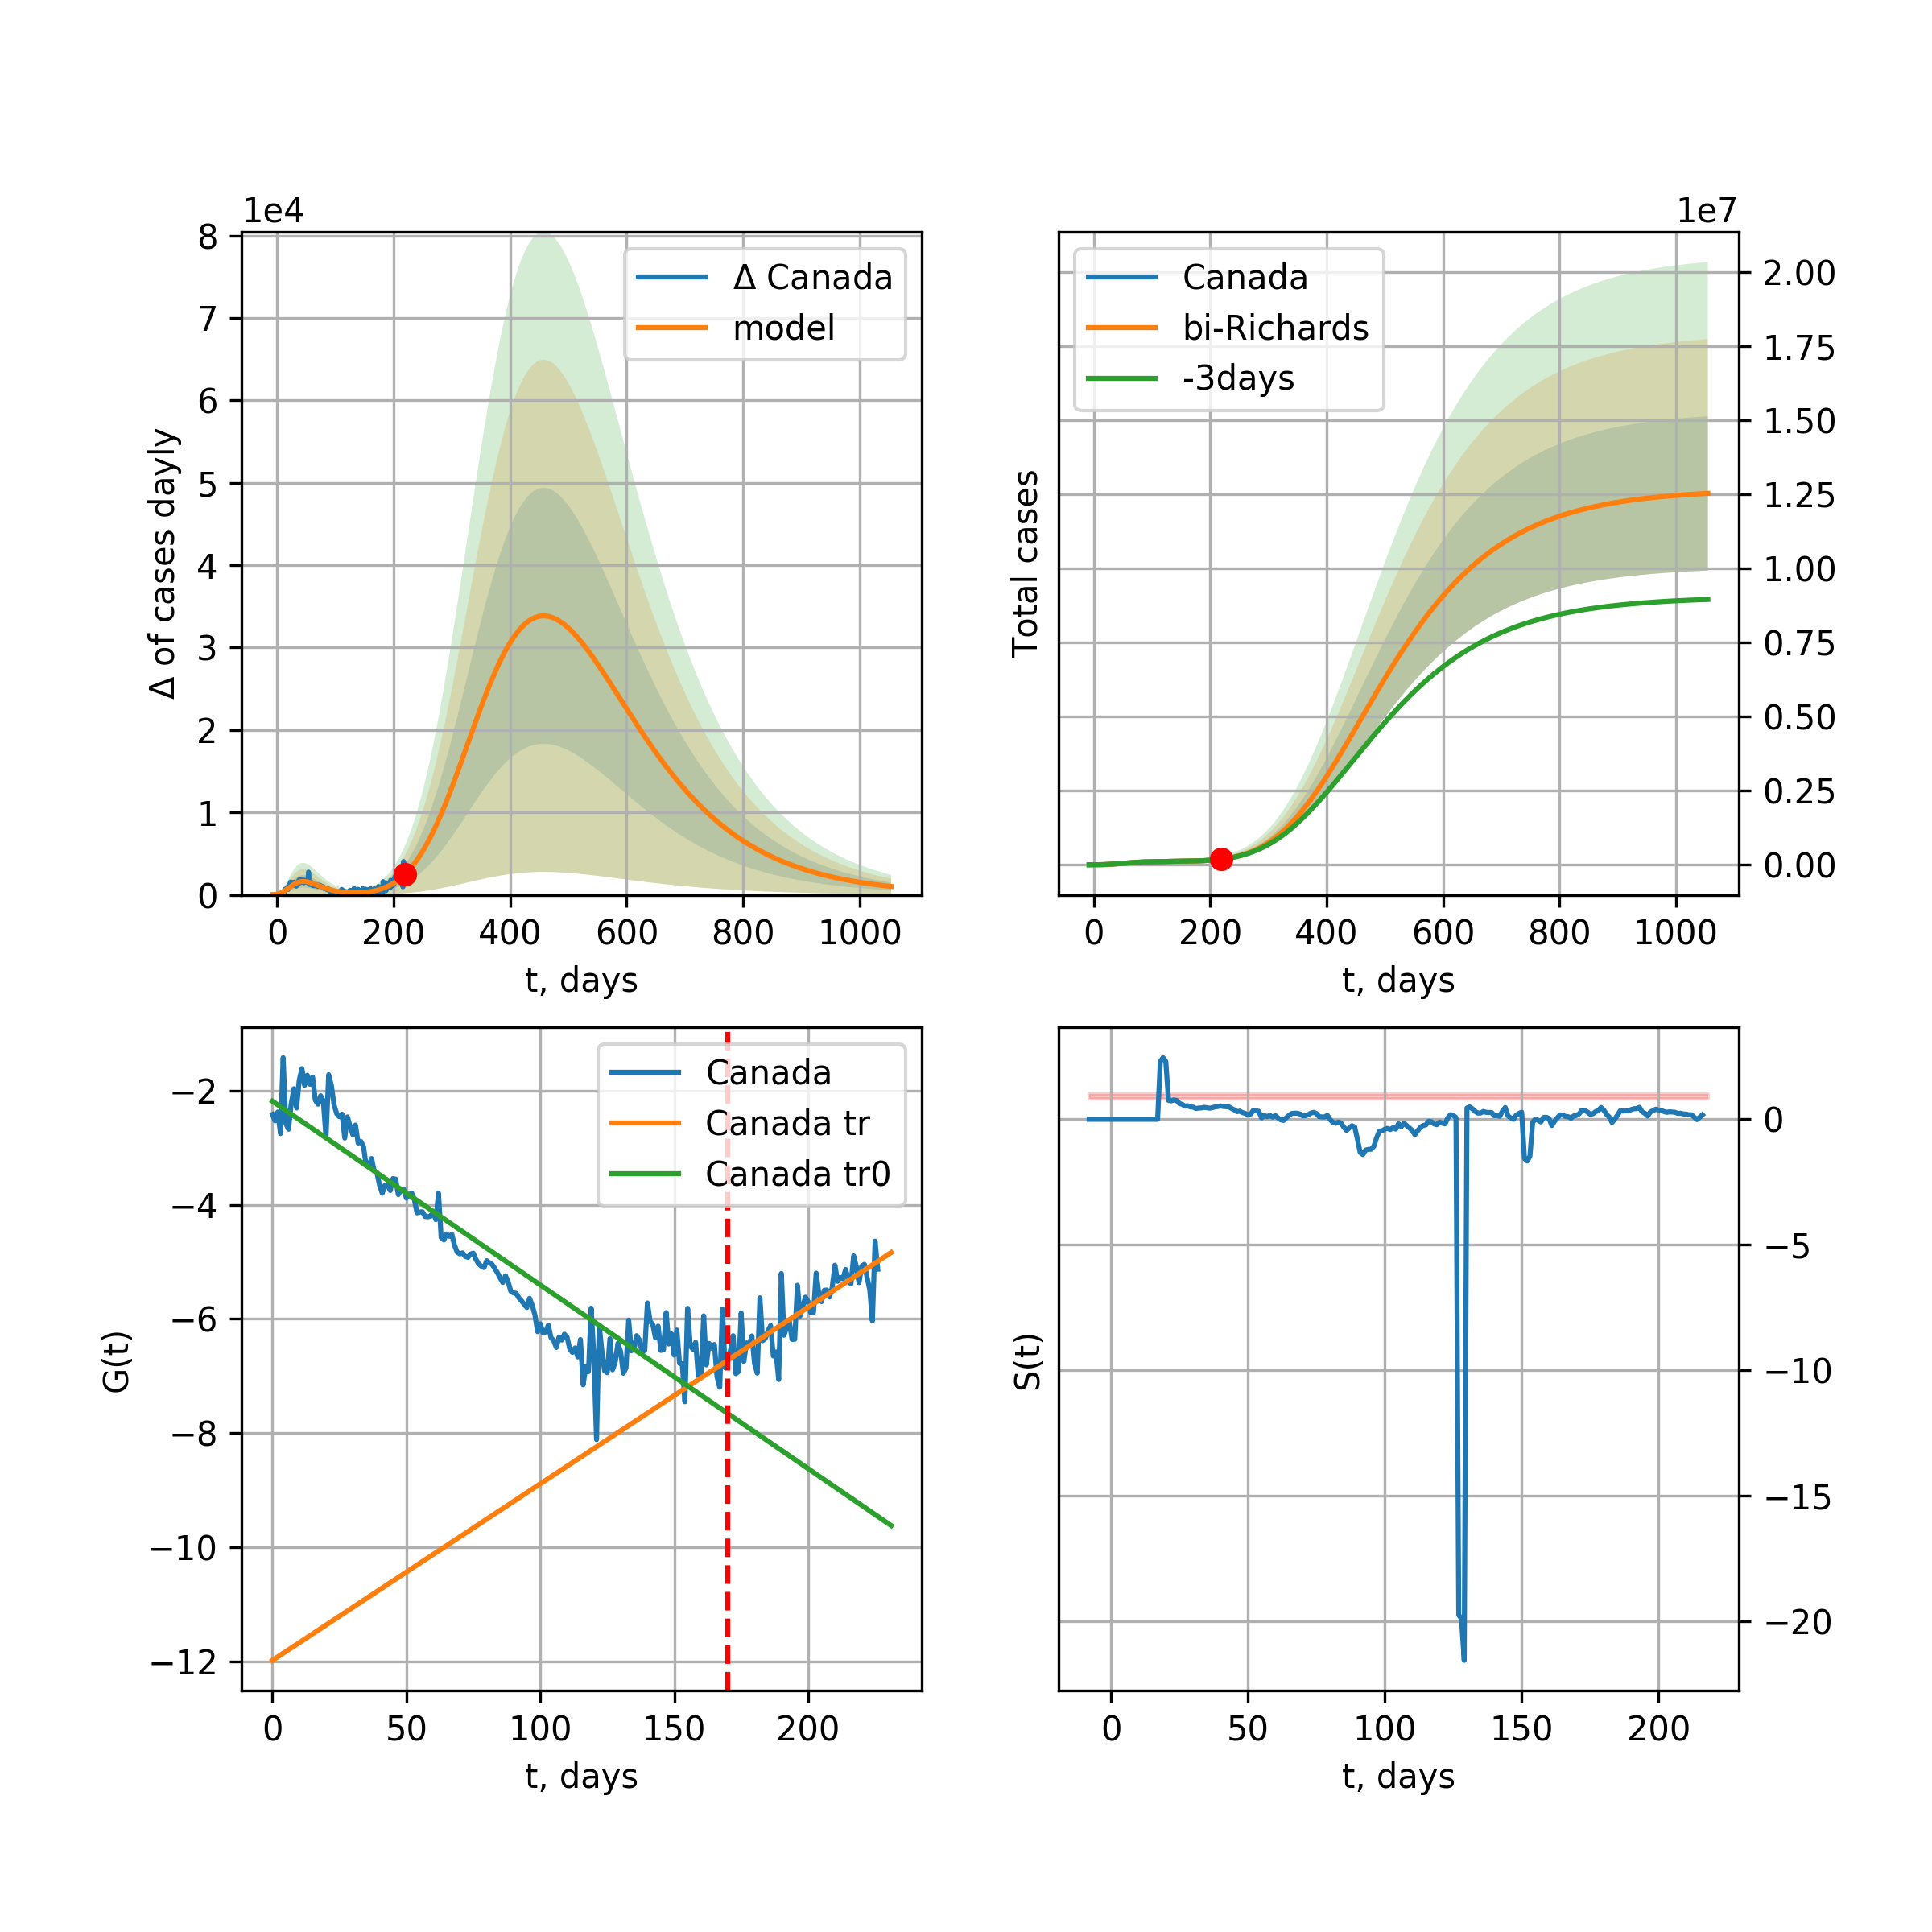 1e4
8
7
6
5
4
3
2
1
0
Δ of cases dayly
Δ Canada
model
0 200 400 600 800 1000
t, days
1e7
Canada
bi-Richards
-3days
Total cases
2.00
1.75
1.50
1.25
1.00
0.75
0.50
0.25
0.00
0 200 400 600 800 1000
t, days
−2
−4
−6
−8
−10
−12
G(t)
Canada
Canada tr
Canada tr0
0 50 100 150 200
t, days
S(t)
0
−5
−10
−15
−20
0 50 100 150 200
t, days